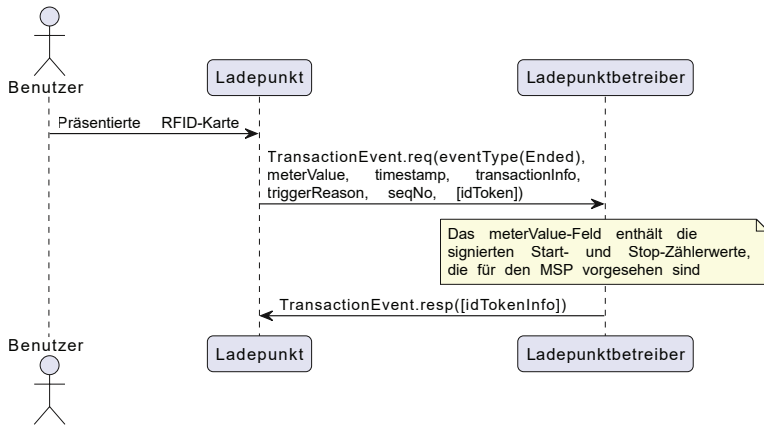 Benutzer
Ladepunkt
Ladepunktbetreiber
Präsentierte RFID-Karte
TransactionEvent.req(eventType(Ended),
meterValue, timestamp, transactionInfo,
triggerReason, seqNo, [idToken])
Das meterValue-Feld enthält die
signierten Start- und Stop-Zählerwerte,
die für den MSP vorgesehen sind
TransactionEvent.resp([idTokenInfo])
Benutzer
Ladepunkt
Ladepunktbetreiber